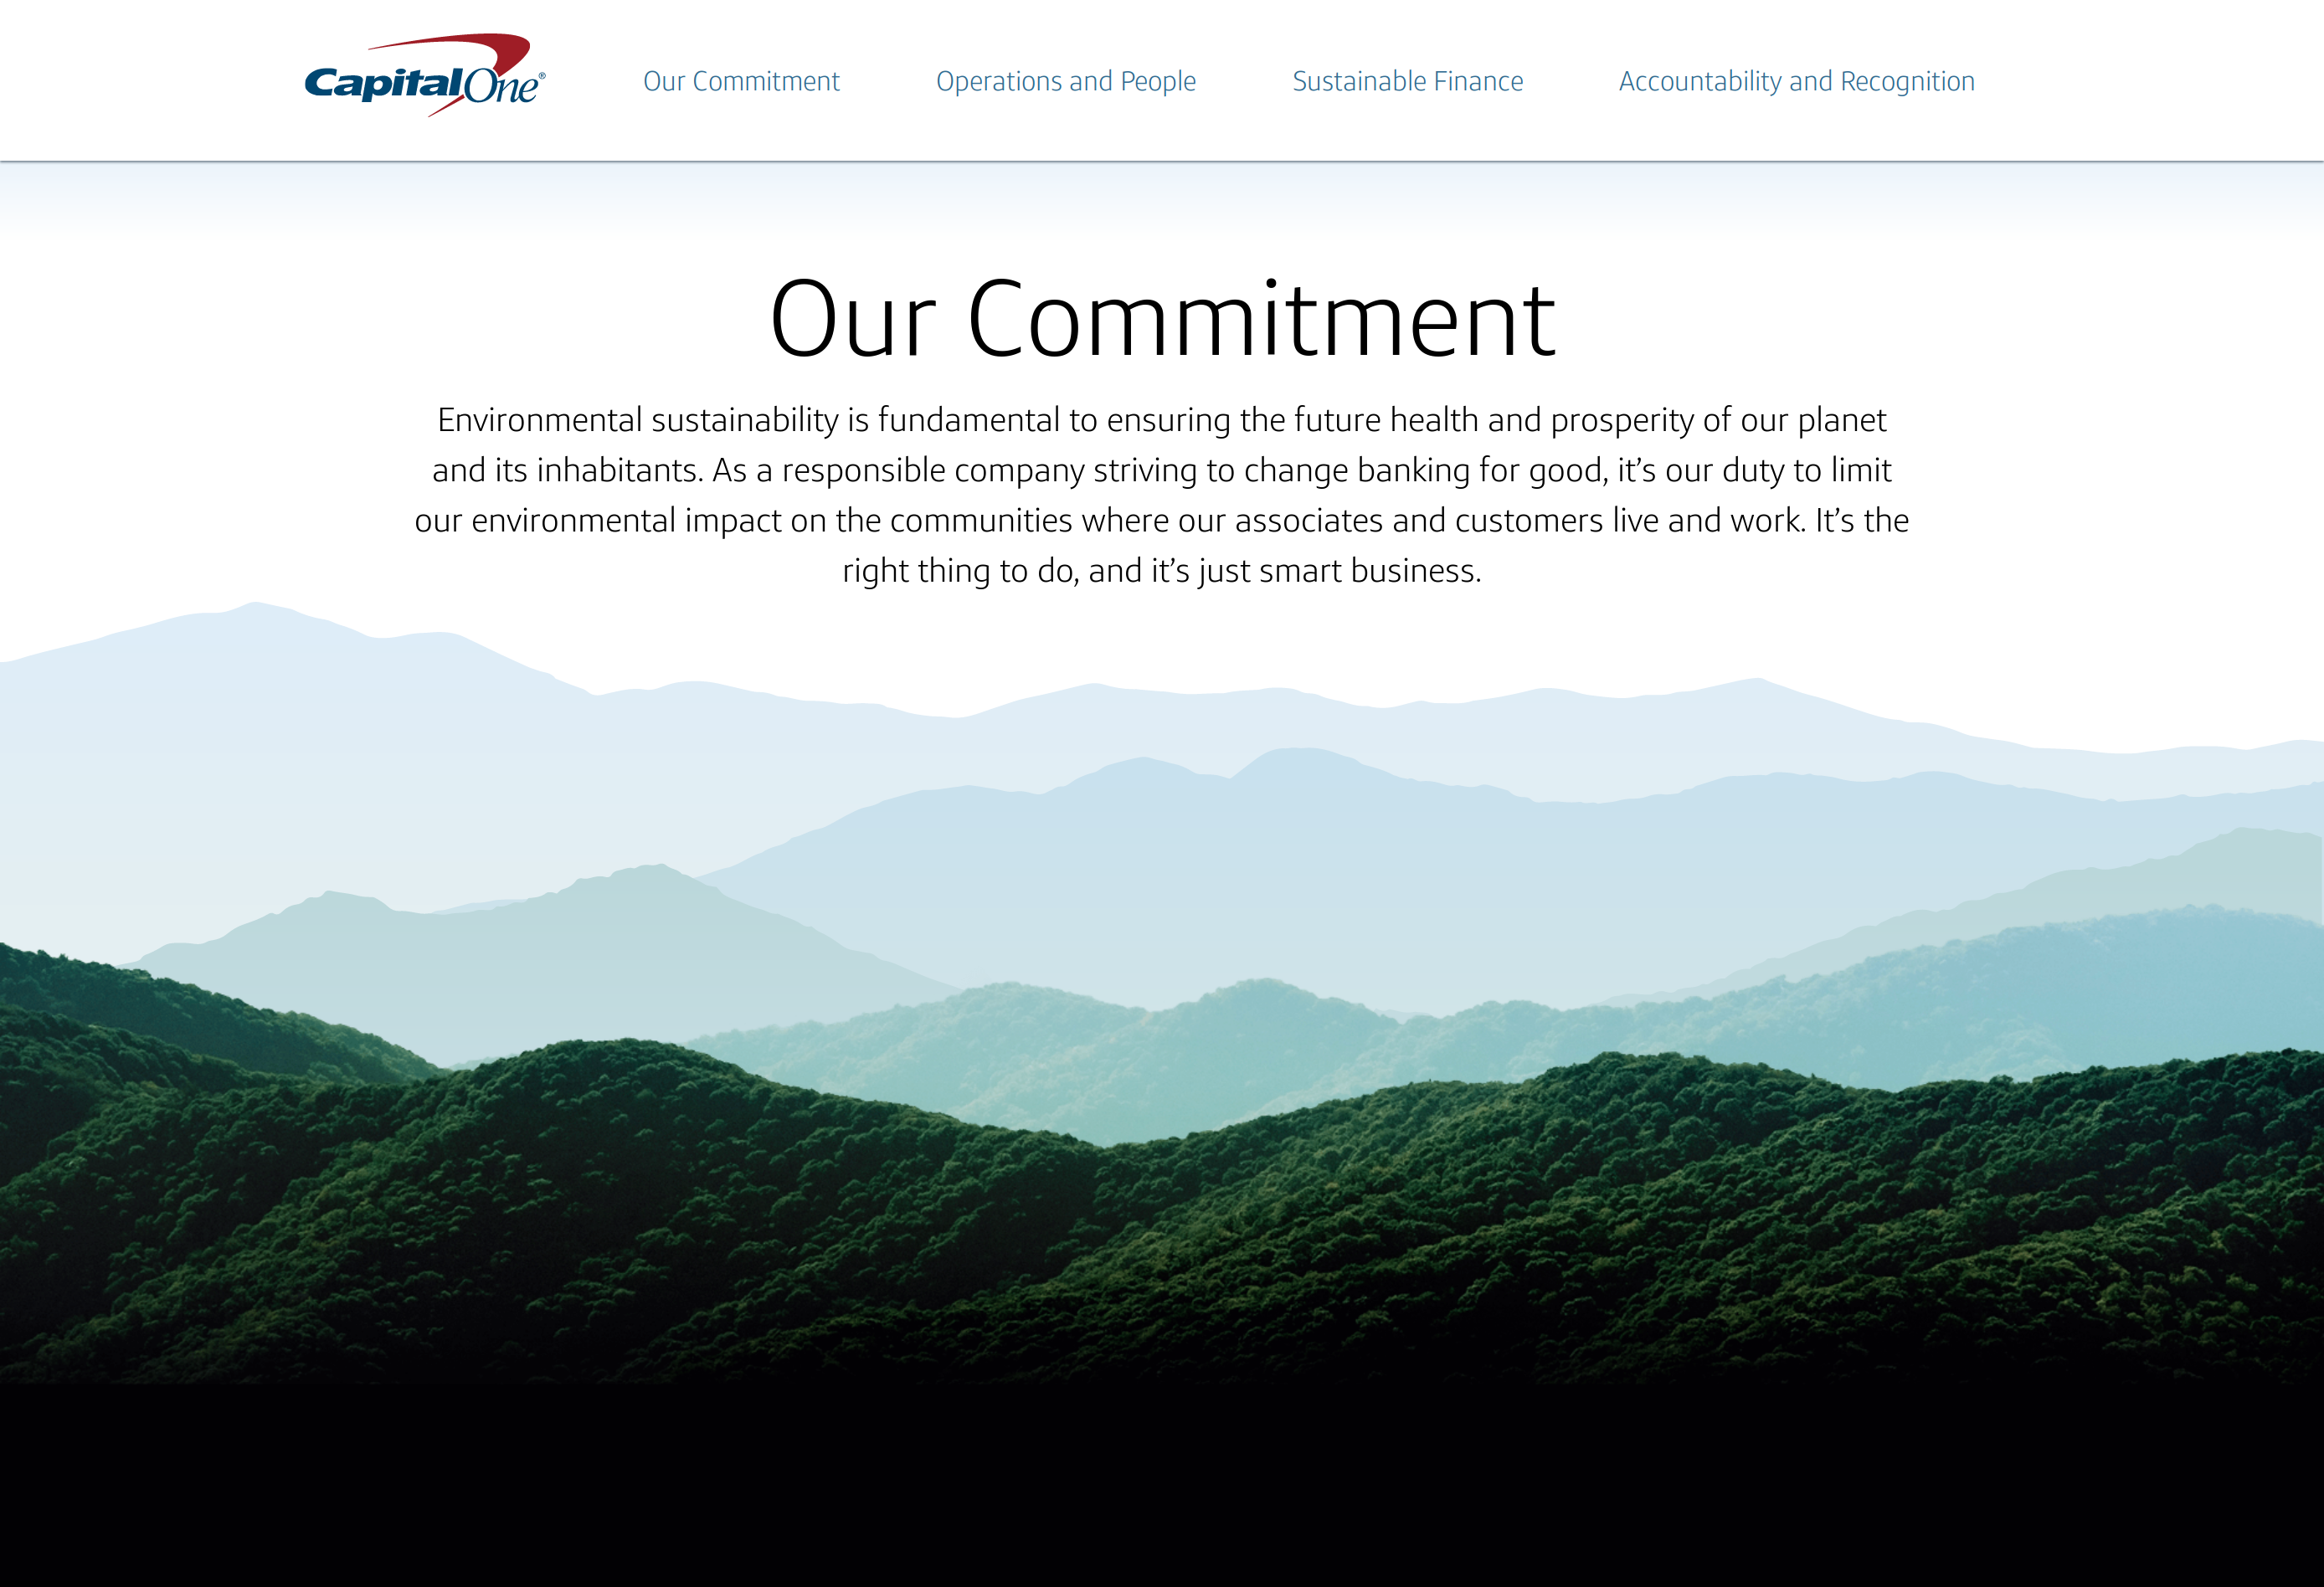 CapitalOne®
Our Commitment
Operations and People
Sustainable Finance
Accountability and Recognition
Our Commitment
Environmental sustainability is fundamental to ensuring the future health and prosperity of our planet
and its inhabitants. As a responsible company striving to change banking for good, it’s our duty to limit
our environmental impact on the communities where our associates and customers live and work. It’s the
right thing to do, and it’s just smart business.